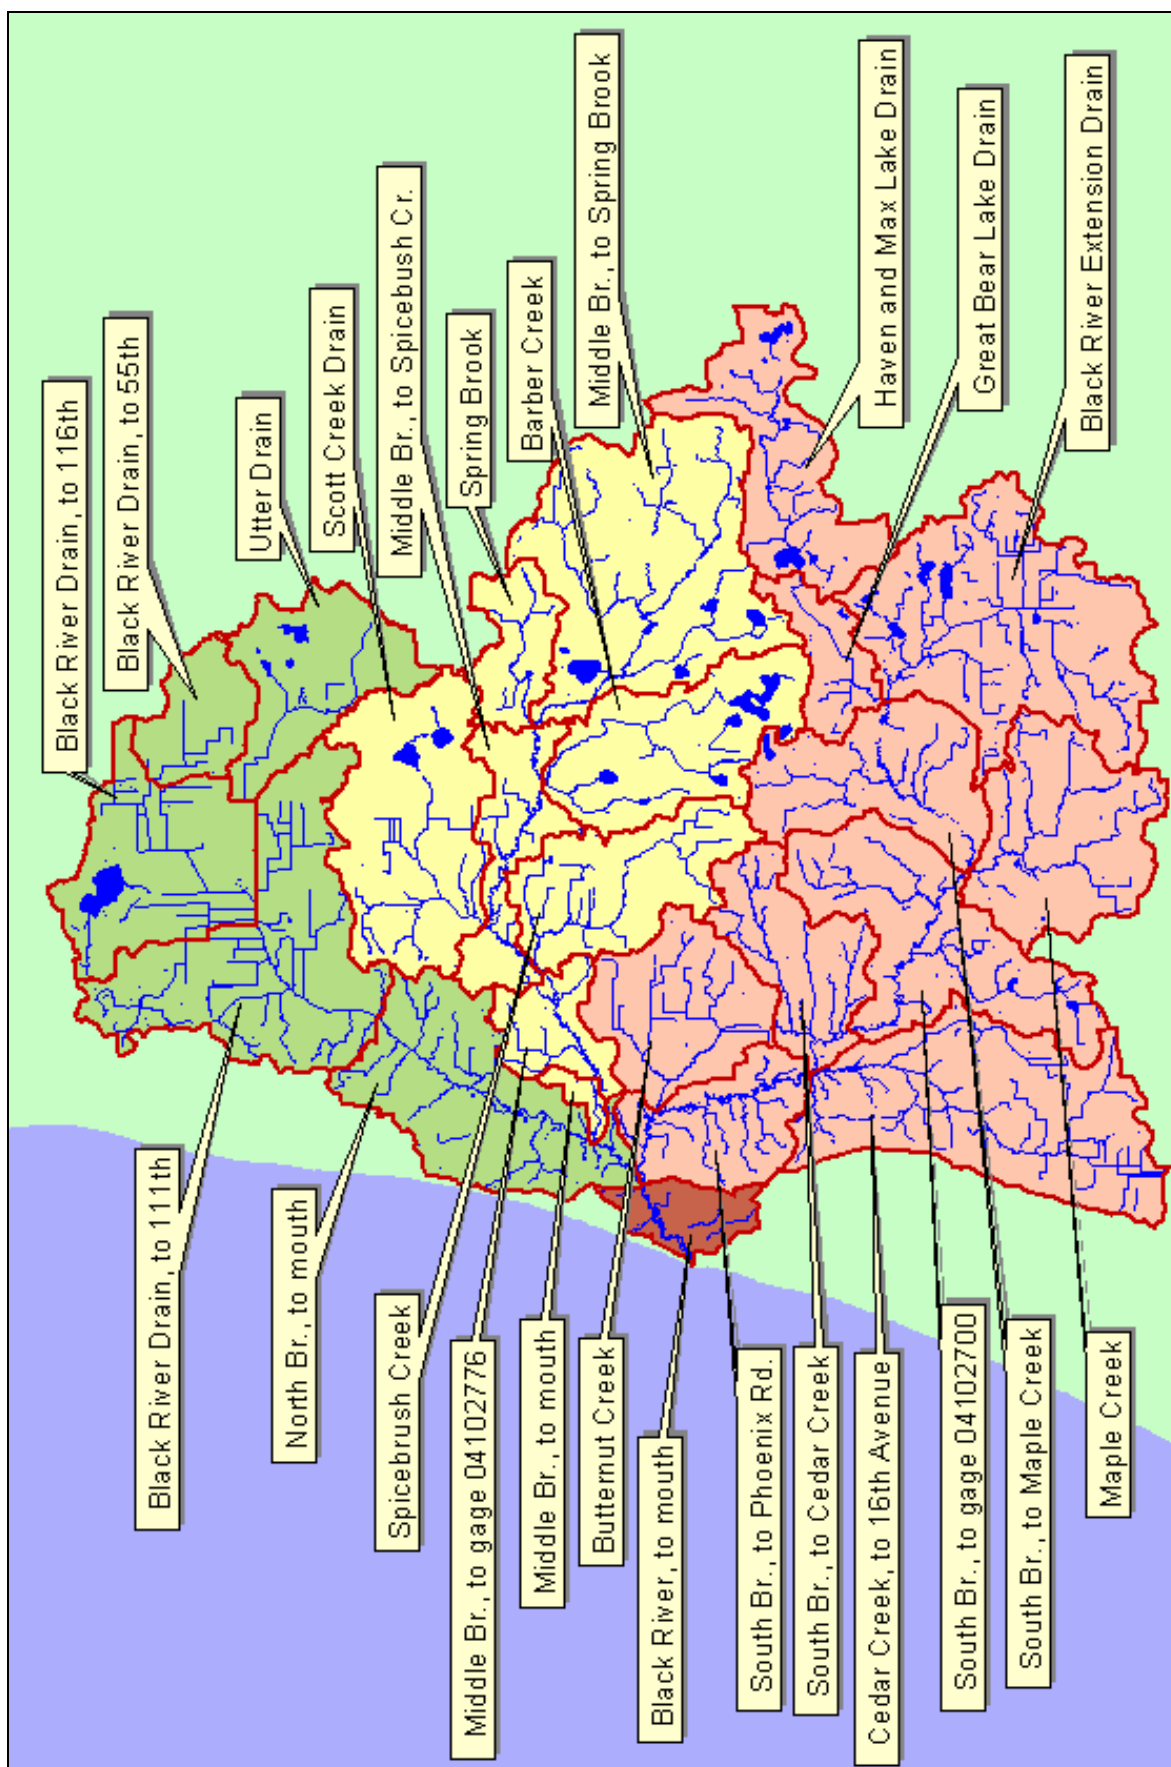 Black River Drain, to 116th
Black River Drain, to 55th
Utter Drain
Scott Creek Drain
Middle Br., to Spicebush Cr.
Spring Brook
Barber Creek
Middle Br., to Spring Brook
Haven and Max Lake Drain
Great Bear Lake Drain
Black River Extension Drain
Black River Drain, to 111th
North Br., to mouth
Spicebrush Creek
Middle Br., to gage 04102776
Middle Br., to mouth
Butternut Creek
Black River, to mouth
South Br., to Phoenix Rd.
South Br., to Cedar Creek
Cedar Creek, to 16th Avenue
South Br., to gage 04102700
South Br., to Maple Creek
Maple Creek